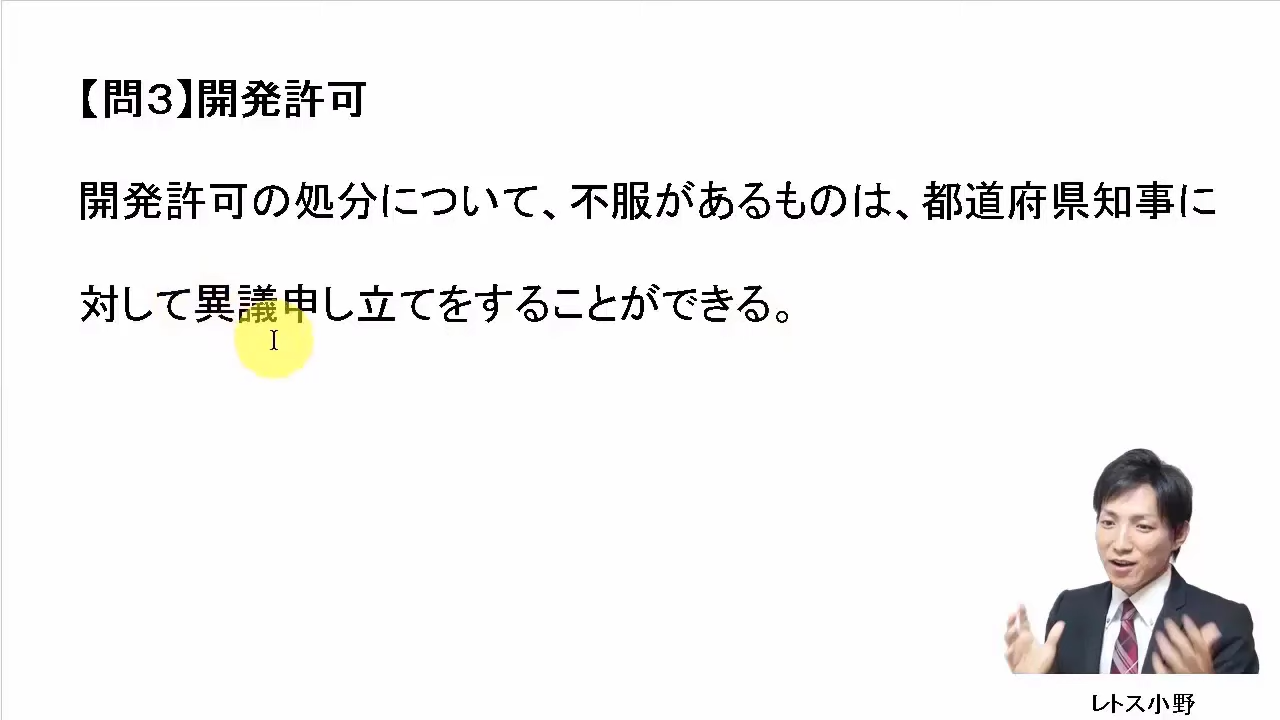 【問３】開発許可
開発許可の処分について、不服があるものは、都道府県知事に
対して異議申し立てをすることができる。
レトス小野